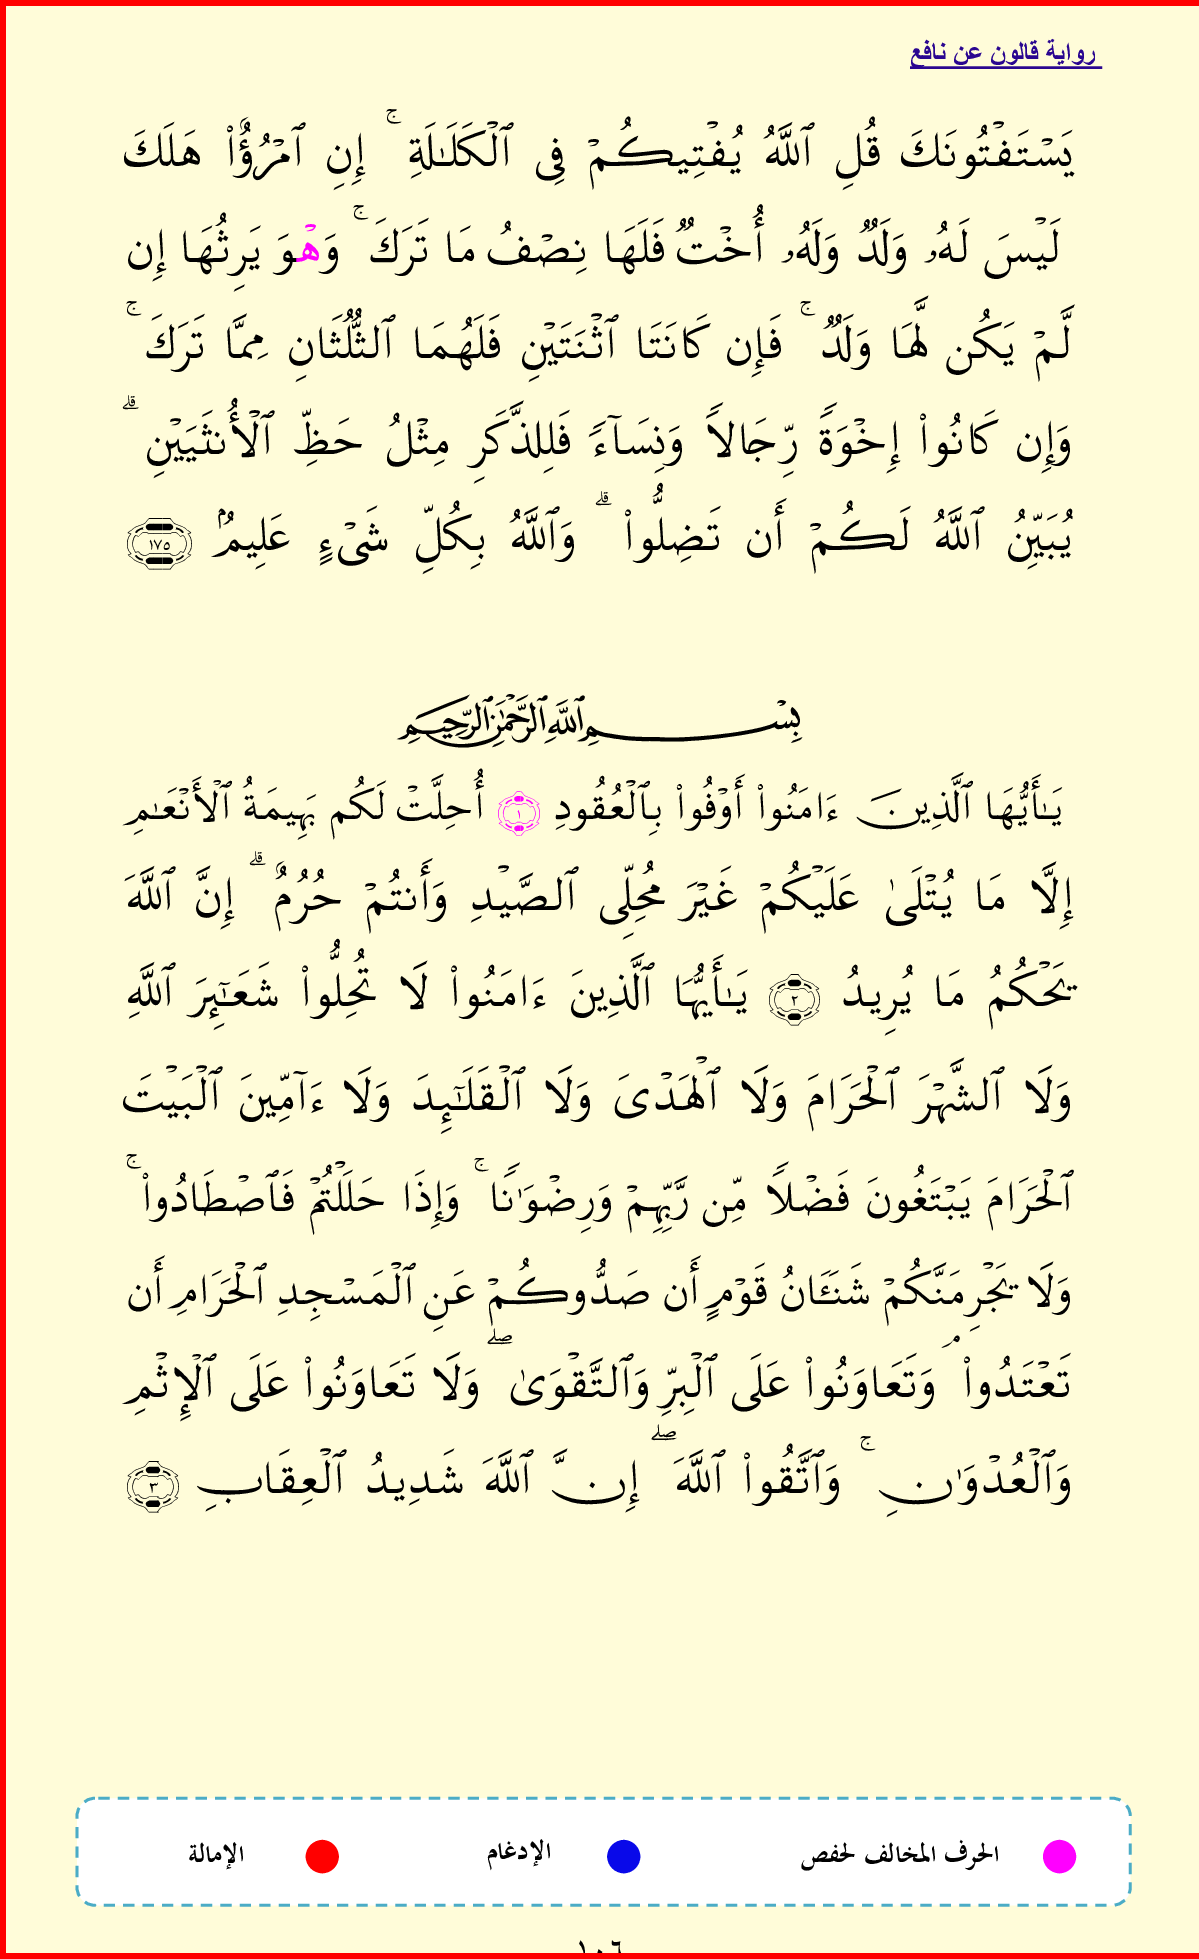 رواية قالون عن نافع
يَسْتَفْتُونَكَ قُلِ ٱللَّهُ يُفْتِيكُمْ فِى ٱلْكَلَـٰلَةِ ۚ إِنِ ٱمْرُؤٌا۟ هَلَكَ
لَيْسَ لَهُۥ وَلَدٌ وَلَهُۥ أُخْتٌ فَلَهَا نِصْفُ مَا تَرَكَ ۚ وَهْوَ يَرِثُهَا إِن
لَّمْ يَكُن لَّهَا وَلَدٌ ۚ فَإِن كَانَتَا ٱثْنَتَيْنِ فَلَهُمَا ٱلثُّلُثَانِ مِمَّا تَرَكَ ۚ
وَإِن كَانُوا۟ إِخْوَةً رِّجَالاً وَنِسَآءً فَلِلذَّكَرِ مِثْلُ حَظِّ ٱلْأُنثَيَيْنِ ۗ
يُبَيِّنُ ٱللَّهُ لَكُمْ أَن تَضِلُّوا۟ ۗ وَٱللَّهُ بِكُلِّ شَىْءٍ عَلِيمٌۢ ١٧٥
بِسْمِ ٱللَّهِ ٱلرَّحْمَـٰنِ ٱلرَّحِيمِ
يَـٰأَيُّهَا ٱلَّذِينَ ءَامَنُوا۟ أَوْفُوا۟ بِٱلْعُقُودِ ١ أُحِلَّتْ لَكُم بَهِيمَةُ ٱلْأَنْعَـٰمِ
إِلَّا مَا يُتْلَىٰ عَلَيْكُمْ غَيْرَ مُحِلِّى ٱلصَّيْدِ وَأَنتُمْ حُرُمٌ ۗ إِنَّ ٱللَّهَ
يَحْكُمُ مَا يُرِيدُ ٢ يَـٰأَيُّهَا ٱلَّذِينَ ءَامَنُوا۟ لَا تُحِلُّوا۟ شَعَـٰٓئِرَ ٱللَّهِ
وَلَا ٱلشَّهْرَ ٱلْحَرَامَ وَلَا ٱلْهَدْىَ وَلَا ٱلْقَلَـٰٓئِدَ وَلَا ءَآمِّينَ ٱلْبَيْتَ
ٱلْحَرَامَ يَبْتَغُونَ فَضْلاً مِّن رَّبِّهِمْ وَرِضْوَٰنًا ۚ وَإِذَا حَلَلْتُمْ فَٱصْطَادُوا۟ ۚ
وَلَا يَجْرِمَنَّكُمْ شَنَـَٔانُ قَوْمٍ أَن صَدُّوكُمْ عَنِ ٱلْمَسْجِدِ ٱلْحَرَامِ أَن
تَعْتَدُوا۟ ۘ وَتَعَاوَنُوا۟ عَلَى ٱلْبِرِّ وَٱلتَّقْوَىٰ ۖ وَلَا تَعَاوَنُوا۟ عَلَى ٱلْإِثْمِ
وَٱلْعُدْوَٰنِ ۚ وَٱتَّقُوا۟ ٱللَّهَ ۖ إِنَّ ٱللَّهَ شَدِيدُ ٱلْعِقَابِ ٣
الحرف المخالف لحفص الإدغام الإمالة
١٠٦